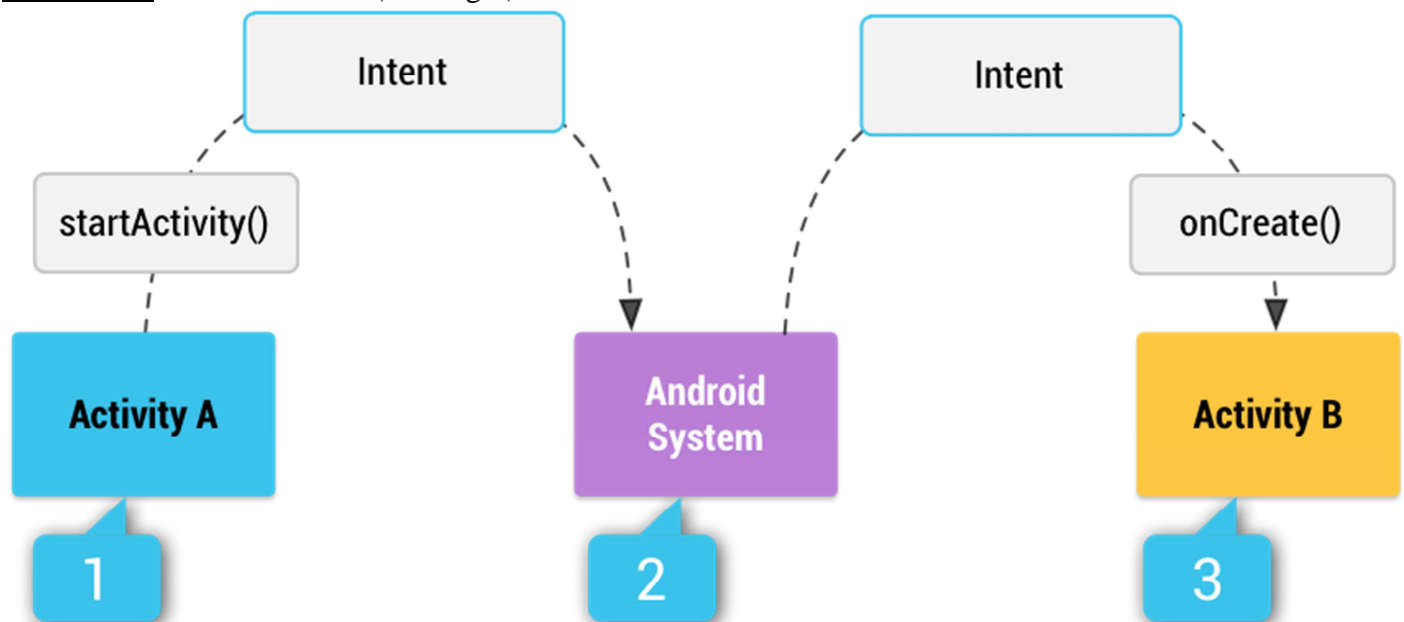 Intent
Intent
startActivity()
onCreate()
Activity A
Android
System
Activity B
1
2
3